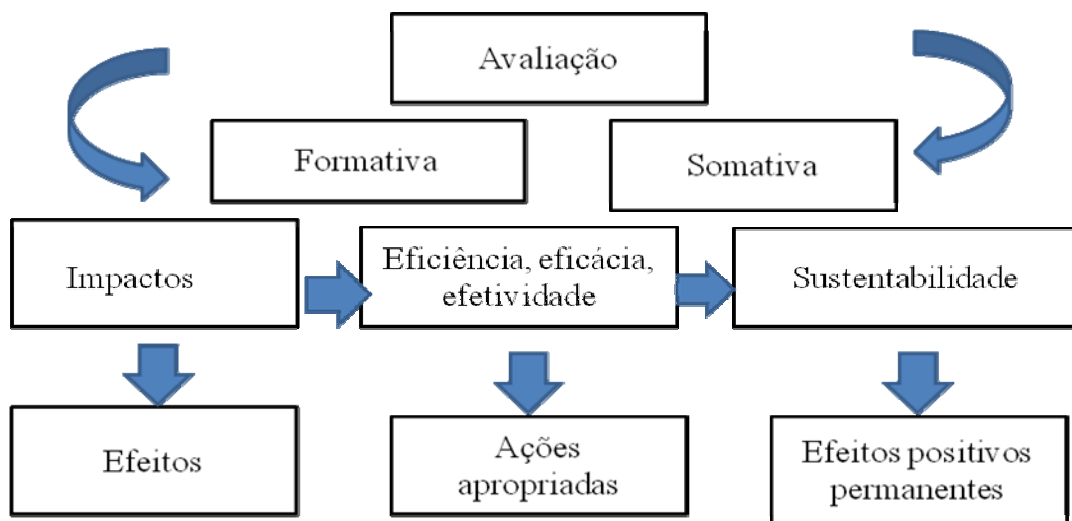 Avaliação
Formativa
Somativa
Impactos
Eficiência, eficácia,
efetividade
Sustentabilidade
Efeitos
Ações
apropriadas
Efeitos positivos
permanentes